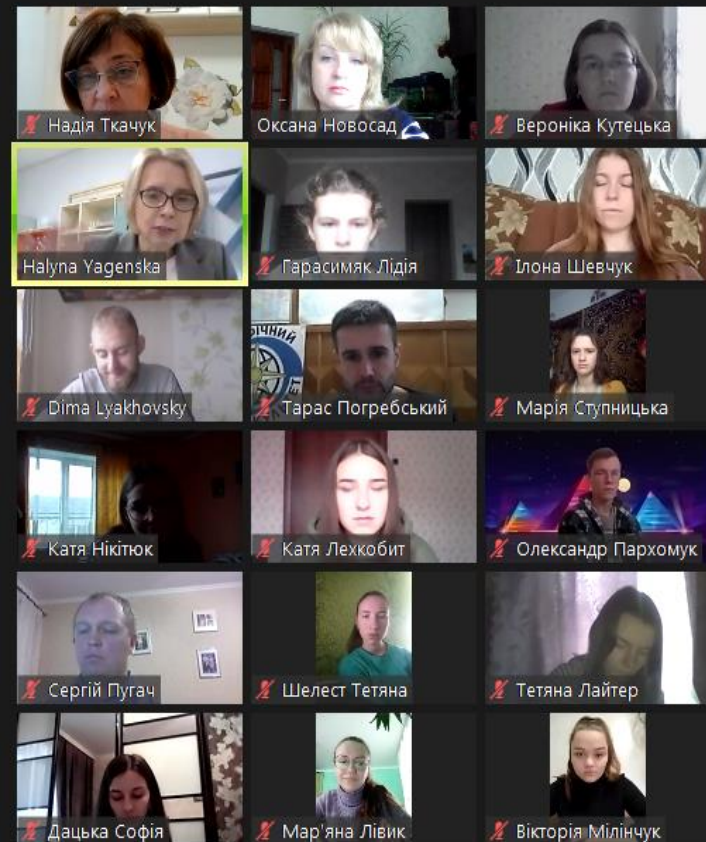 Надія Ткачук
Оксана Новосад
Вероніка Кутецька
Halyna Yagenska
Гарасимяк Лідія
Ілона Шевчук
Dima Lyakhovsky
Тарас Погребський
Марія Ступницька
Катя Нікітюк
Катя Лехкобит
Олександр Пархомук
Сергій Пугач
Шелест Тетяна
Тетяна Лайтер
Дацька Софія
Мар'яна Лівик
Вікторія Мілінчук